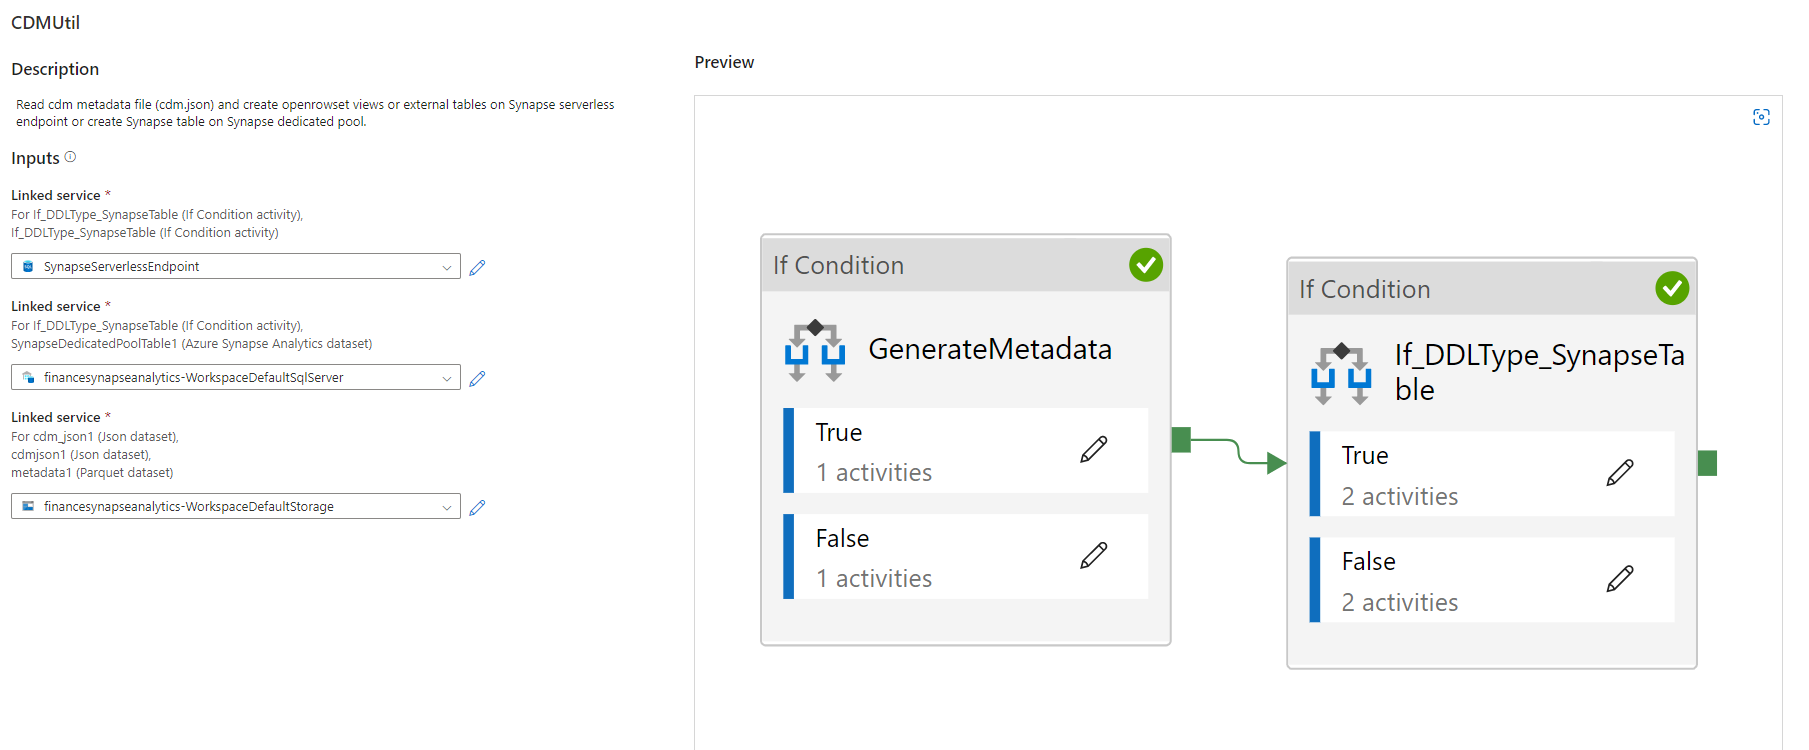 CDMUtil
Description
Read cdm metadata file (cdm.json) and create openrowset views or external tables on Synapse serverless
endpoint or create Synapse table on Synapse dedicated pool.
Inputs
Linked service *
For If_DDLType_SynapseTable (If Condition activity),
If_DDLType_SynapseTable (If Condition activity)
SynapseServerlessEndpoint
Linked service *
For If_DDLType_SynapseTable (If Condition activity),
SynapseDedicatedPoolTable1 (Azure Synapse Analytics dataset)
financesynapseanalytics-WorkspaceDefaultSqlServer
Linked service *
For cdm_json1 (Json dataset),
cdmjson1 (Json dataset),
metadata1 (Parquet dataset)
financesynapseanalytics-WorkspaceDefaultStorage
Preview
If Condition
GenerateMetadata
True
1 activities
False
1 activities
If Condition
If_DDLType_SynapseTa
ble
True
2 activities
False
2 activities